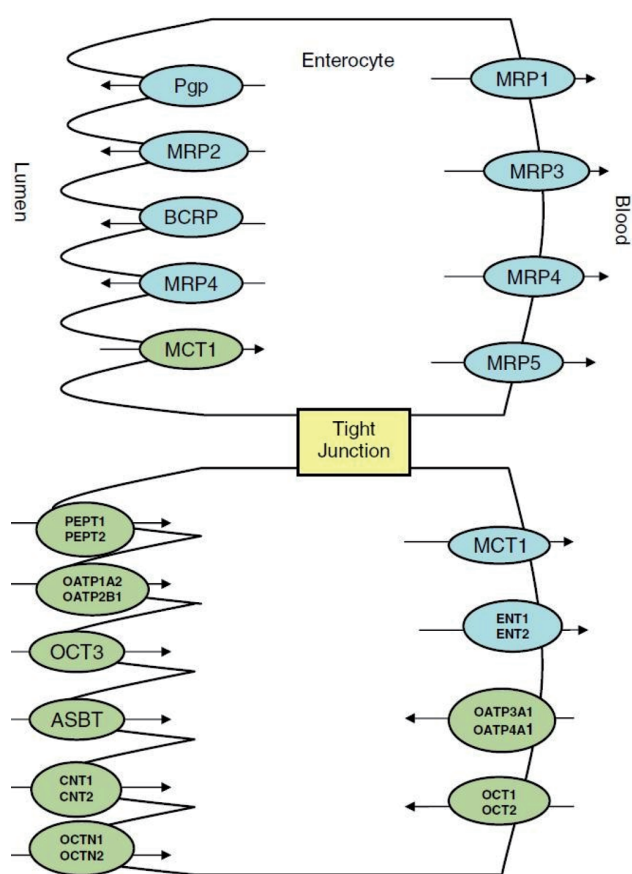 Enterocyte
Lumen
Blood
Pgp
MRP2
BCRP
MRP4
MCT1
MRP1
MRP3
MRP4
MRP5
Tight
Junction
PEPT1
PEPT2
OATP1A2
OATP2B1
OCT3
ASBT
CNT1
CNT2
OCTN1
OCTN2
MCT1
ENT1
ENT2
OATP3A1
OATP4A1
OCT1
OCT2